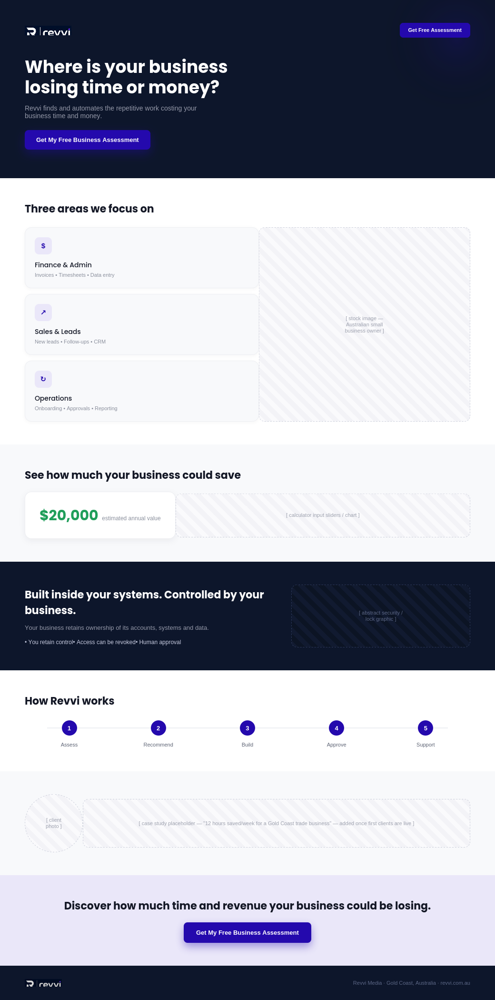 revvi
Get Free Assessment
Where is your business
losing time or money?
Revvi finds and automates the repetitive work costing your
business time and money.
Get My Free Business Assessment
Three areas we focus on
$
Finance & Admin
Invoices • Timesheets • Data entry
↗
Sales & Leads
New leads • Follow-ups • CRM
↻
Operations
Onboarding • Approvals • Reporting
[ stock image —
Australian small
business owner ]
See how much your business could save
$20,000 estimated annual value
[ calculator input sliders / chart ]
Built inside your systems. Controlled by your
business.
Your business retains ownership of its accounts, systems and data.
• You retain control• Access can be revoked• Human approval
[ abstract security /
lock graphic ]
How Revvi works
1 2 3 4 5
Assess Recommend Build Approve Support
[ client
photo ]
[ case study placeholder — "12 hours saved/week for a Gold Coast trade business" — added once first clients are live ]
Discover how much time and revenue your business could be losing.
Get My Free Business Assessment
revvi
Revvi Media · Gold Coast, Australia · revvi.com.au